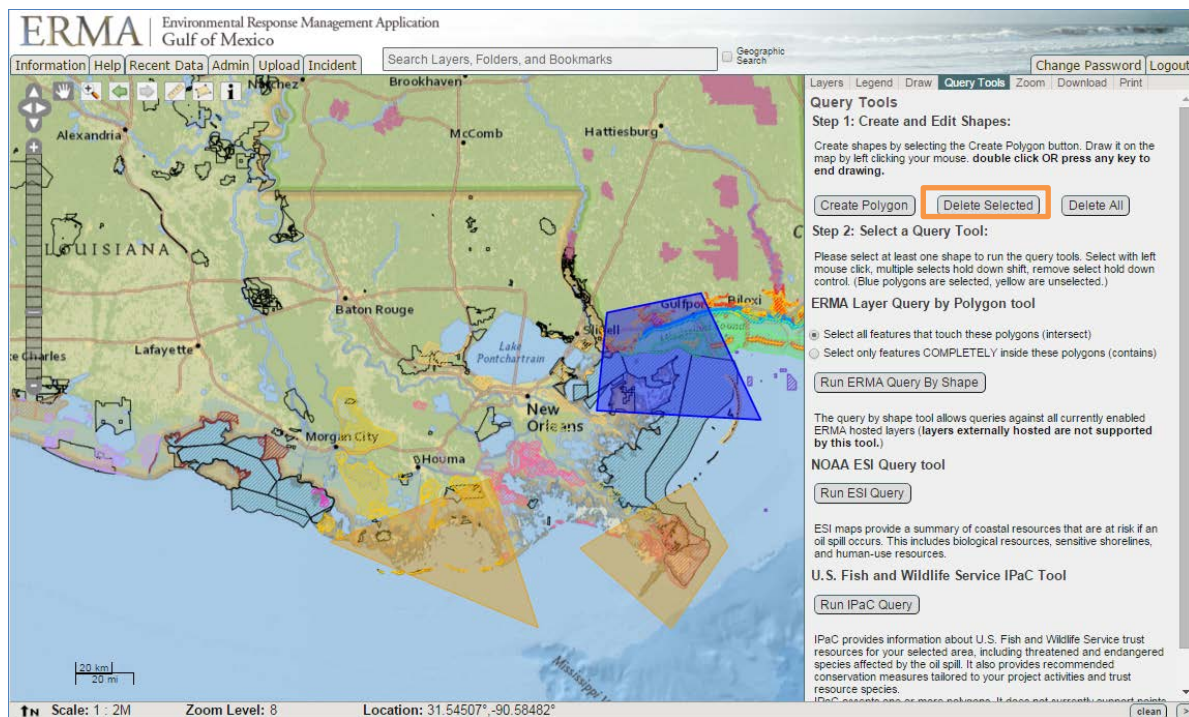 ERMA
Environmental Response Management Application
Gulf of Mexico
Information Help Recent Data Admin Upload Incident
Search Layers, Folders, and Bookmarks
Geographic
Search
Change Password Logout
Layers Legend Draw Query Tools Zoom Download Print
Query Tools
Step 1: Create and Edit Shapes:
Create shapes by selecting the Create Polygon button. Draw it on the
map by left clicking your mouse. double click OR press any key to
end drawing.
Create Polygon Delete Selected Delete All
Step 2: Select a Query Tool:
Please select at least one shape to run the query tools. Select with left
mouse click, multiple selects hold down shift, remove select hold down
control. (Blue polygons are selected, yellow are unselected.)
ERMA Layer Query by Polygon tool
Select all features that touch these polygons (intersect)
Select only features COMPLETELY inside these polygons (contains)
Run ERMA Query By Shape
The query by shape tool allows queries against all currently enabled
ERMA hosted layers (layers externally hosted are not supported
by this tool.)
NOAA ESI Query tool
Run ESI Query
ESI maps provide a summary of coastal resources that are at risk if an
oil spill occurs. This includes biological resources, sensitive shorelines,
and human-use resources.
U.S. Fish and Wildlife Service IPaC Tool
Run IPaC Query
IPaC provides information about U.S. Fish and Wildlife Service trust
resources for your selected area, including threatened and endangered
species affected by the oil spill. It also provides recommended
conservation measures tailored to your project activities and trust
resource species.
IPaC accepts one or more polygons. It does not currently support points
Brookhaven
Alexandria
McComb
Hattiesburg
LOUISIANA
Baton Rouge
Gulfport
Biloxi
Slidell
Lake
Pontchartrain
Charles
Lafayette
New
Orleans
Morgan City
Houma
20 km
20 mi
N Scale: 1 : 2M Zoom Level: 8 Location: 31.54507°,-90.58482°
clean >